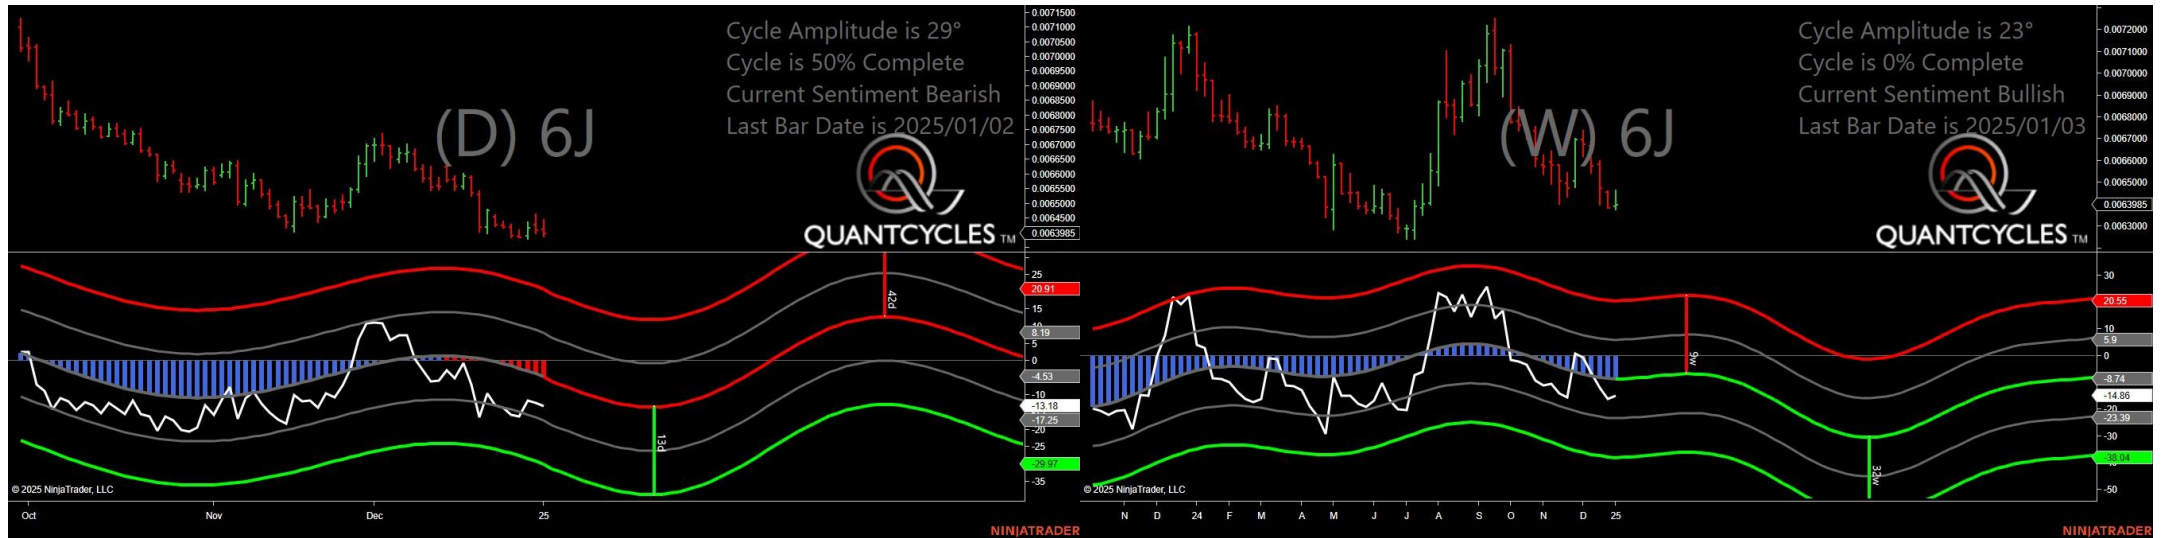 Cycle Amplitude is 29°
Cycle is 50% Complete
Current Sentiment Bearish
Last Bar Date is 2025/01/02
(D) 6J
QUANTCYCLES TM
0.0071500
0.0071000
0.0070500
0.0070000
0.0069500
0.0069000
0.0068500
0.0068000
0.0067500
0.0067000
0.0066500
0.0066000
0.0065500
0.0065000
0.0064500
0.0063985
25
20.91
15
10
8.19
5
0
-4.53
-10
-13.18
-17.25
-20
-25
-29.97
-35
42d
13d
© 2025 NinjaTrader, LLC
Oct Nov Dec 25
NINJATRADER
Cycle Amplitude is 23°
Cycle is 0% Complete
Current Sentiment Bullish
Last Bar Date is 2025/01/03
(W) 6J
QUANTCYCLES TM
0.0072000
0.0071000
0.0070000
0.0069000
0.0068000
0.0067000
0.0066000
0.0065000
0.0063985
0.0063000
30
20.55
10
5.9
0
-8.74
-14.86
-20
-23.39
-30
-38.04
-50
9w
32w
© 2025 NinjaTrader, LLC
N D 24 F M A M J J A S O N D 25
NINJATRADER